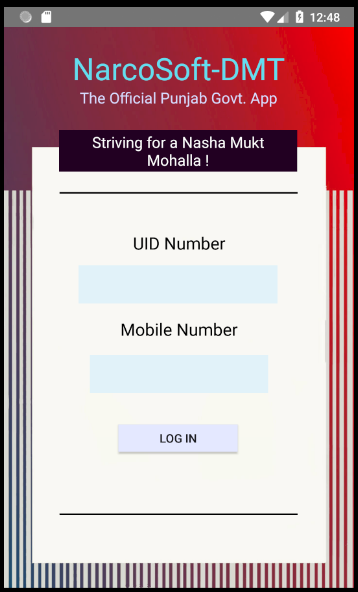 12:48
NarcoSoft-DMT
The Official Punjab Govt. App
Striving for a Nasha Mukt
Mohalla !
UID Number
Mobile Number
LOG IN